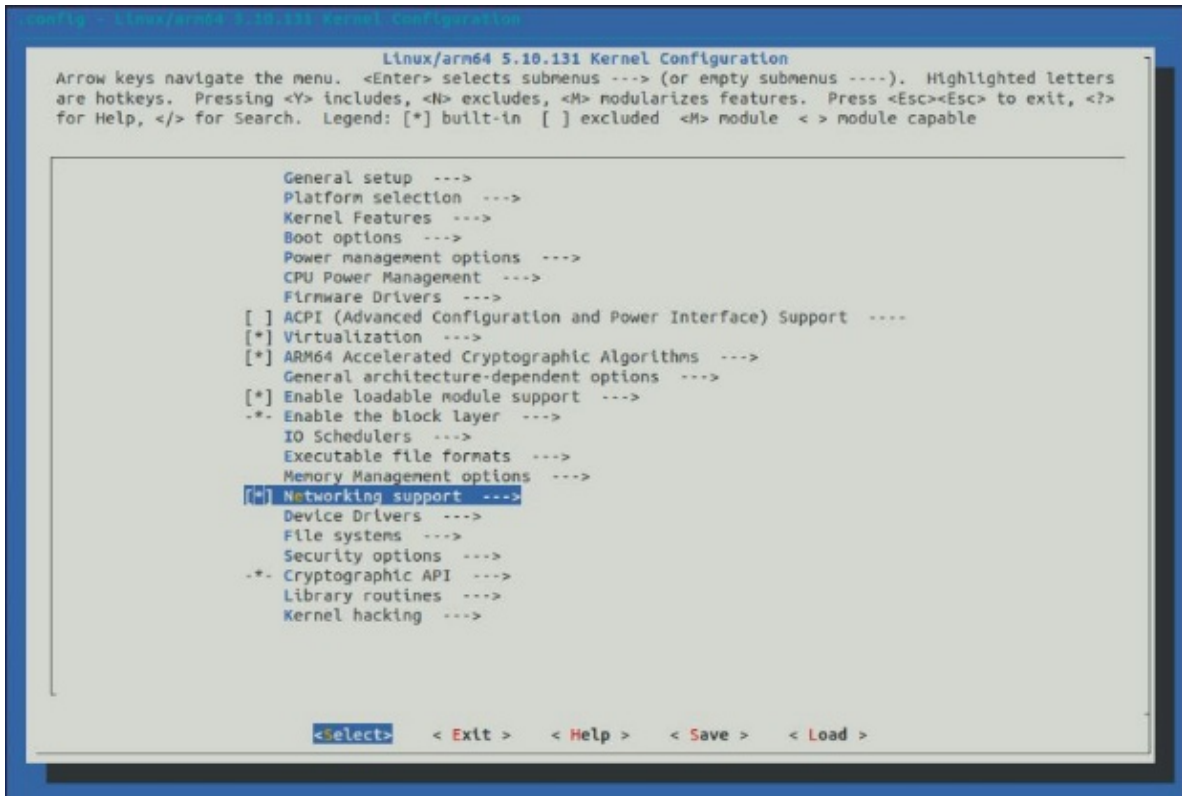 .config - Linux/arm64 5.10.131 Kernel Configuration
Linux/arm64 5.10.131 Kernel Configuration
Arrow keys navigate the menu.  <Enter> selects submenus ---> (or empty submenus ----).  Highlighted letters
are hotkeys.  Pressing <Y> includes, <N> excludes, <M> modularizes features.  Press <Esc><Esc> to exit, <?>
for Help, </> for Search.  Legend: [*] built-in  [ ] excluded  <M> module  < > module capable
General setup  --->
Platform selection  --->
Kernel Features  --->
Boot options  --->
Power management options  --->
CPU Power Management  --->
Firmware Drivers  --->
[ ] ACPI (Advanced Configuration and Power Interface) Support  ----
[*] Virtualization  --->
[*] ARM64 Accelerated Cryptographic Algorithms  --->
General architecture-dependent options  --->
[*] Enable loadable module support  --->
-*- Enable the block layer  --->
IO Schedulers  --->
Executable file formats  --->
Memory Management options  --->
[*] Networking support  --->
Device Drivers  --->
File systems  --->
Security options  --->
-*- Cryptographic API  --->
Library routines  --->
Kernel hacking  --->
<Select>    < Exit >    < Help >    < Save >    < Load >